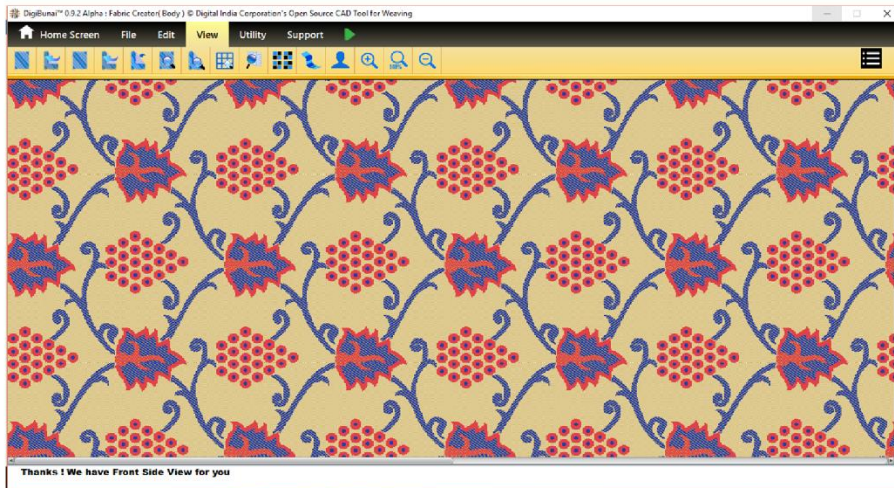 DigiBunai™ 0.9.2 Alpha : Fabric Creator( Body ) © Digital India Corporation's Open Source CAD Tool for Weaving
Home Screen File Edit View Utility Support
100%
Thanks ! We have Front Side View for you